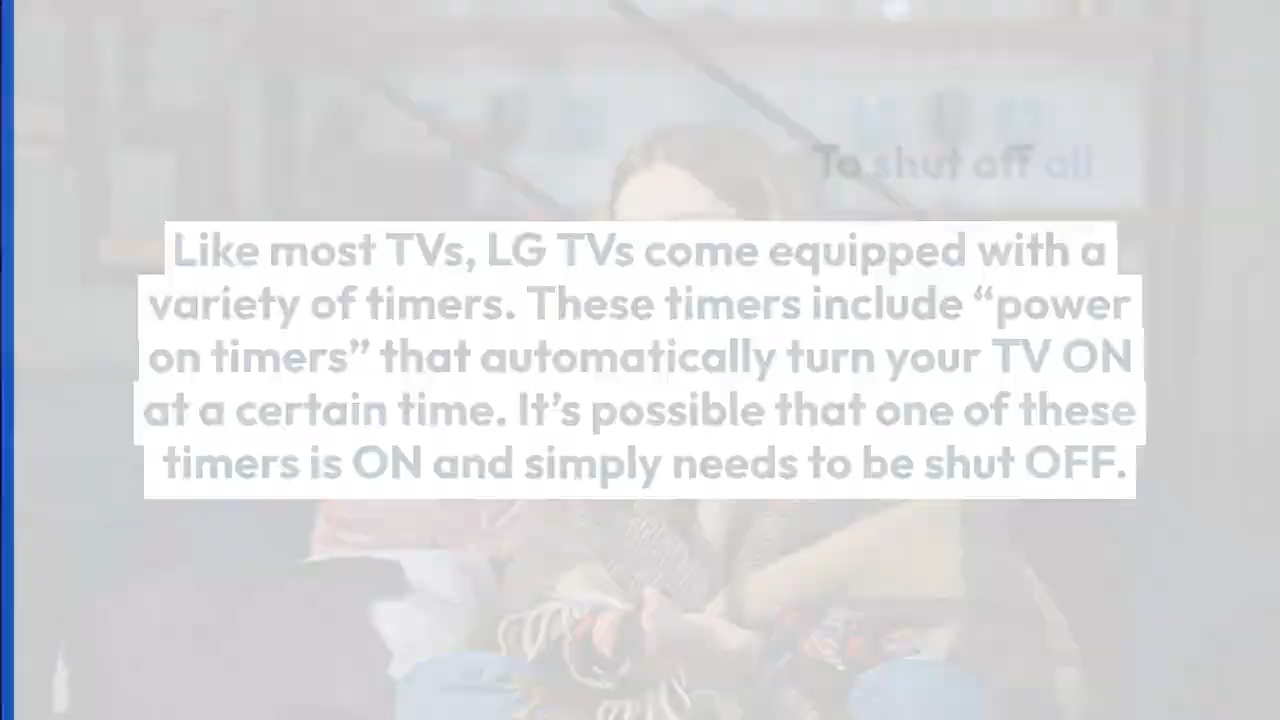 To shut off all
Like most TVs, LG TVs come equipped with a
variety of timers. These timers include “power
on timers” that automatically turn your TV ON
at a certain time. It’s possible that one of these
timers is ON and simply needs to be shut OFF.